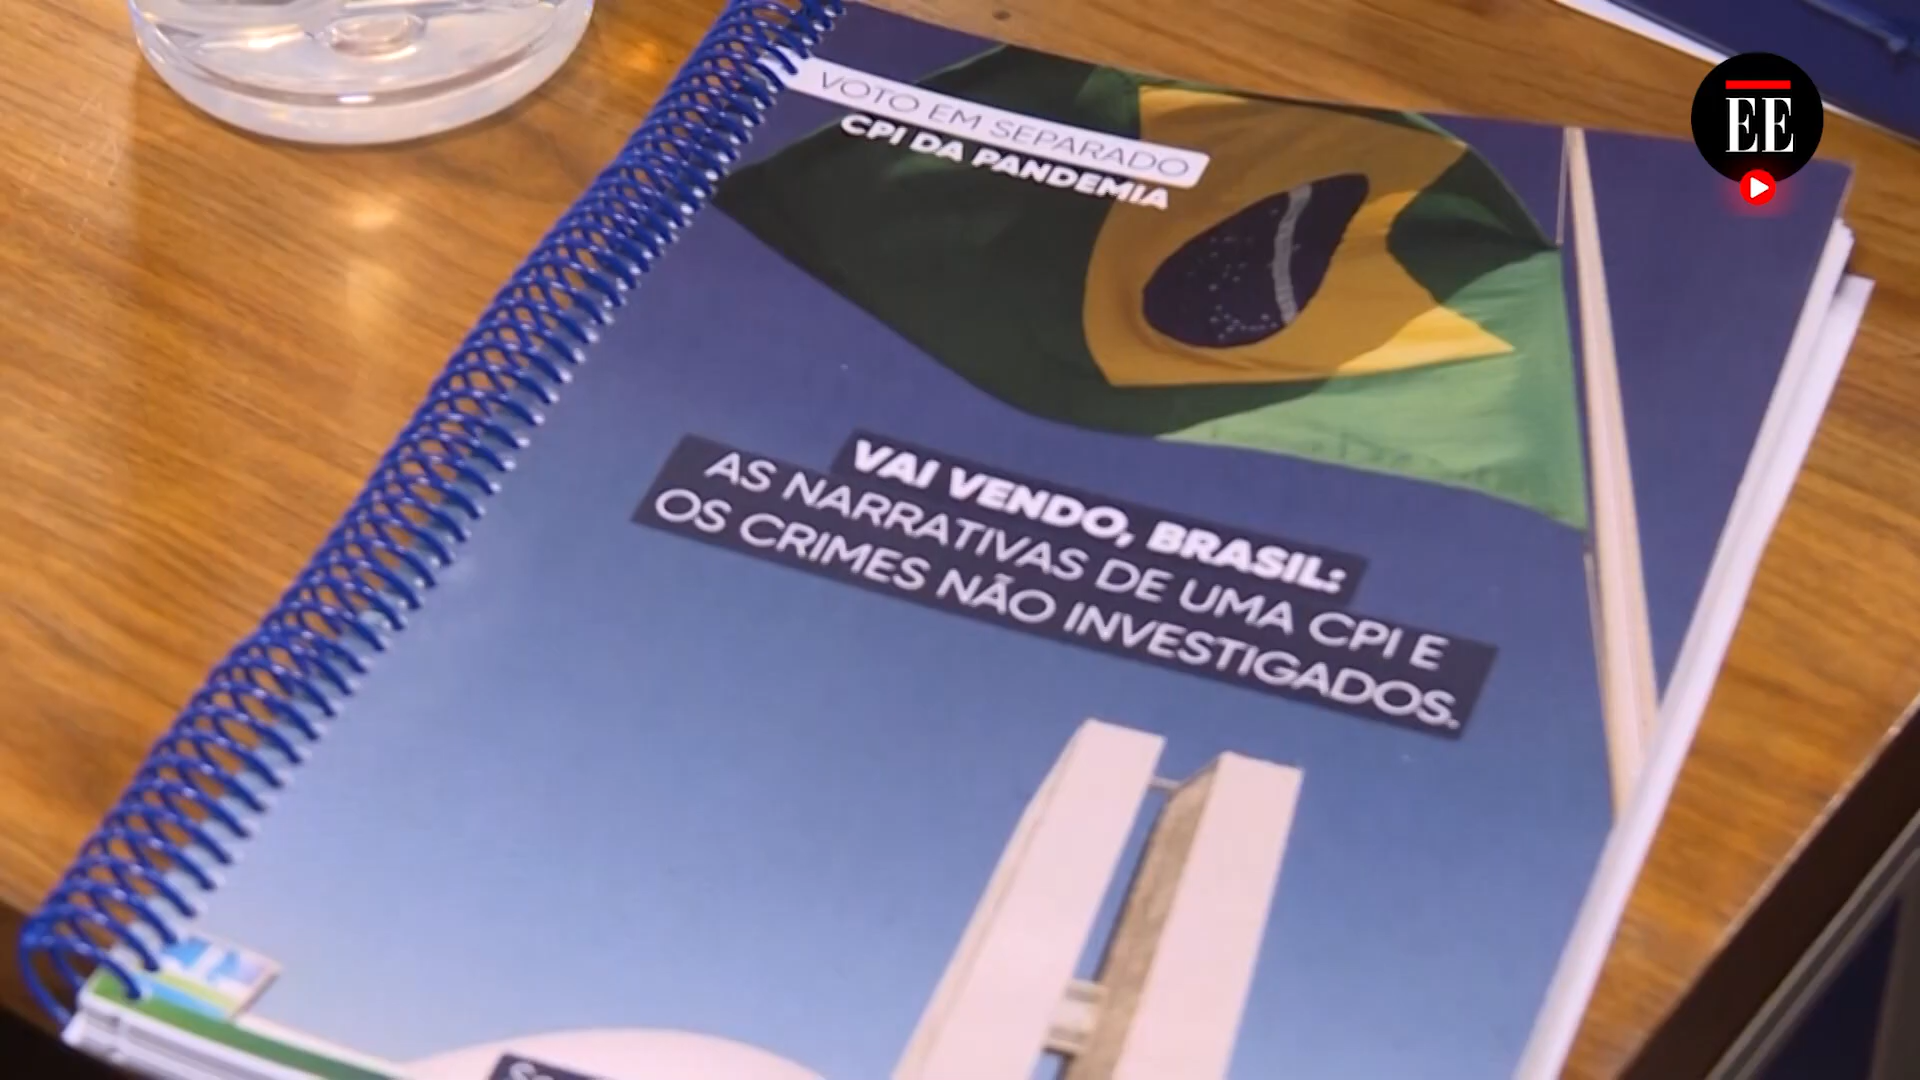 EE
VOTO EM SEPARADO
CPI DA PANDEMIA
VAI VENDO, BRASIL:
AS NARRATIVAS DE UMA CPI E
OS CRIMES NÃO INVESTIGADOS.